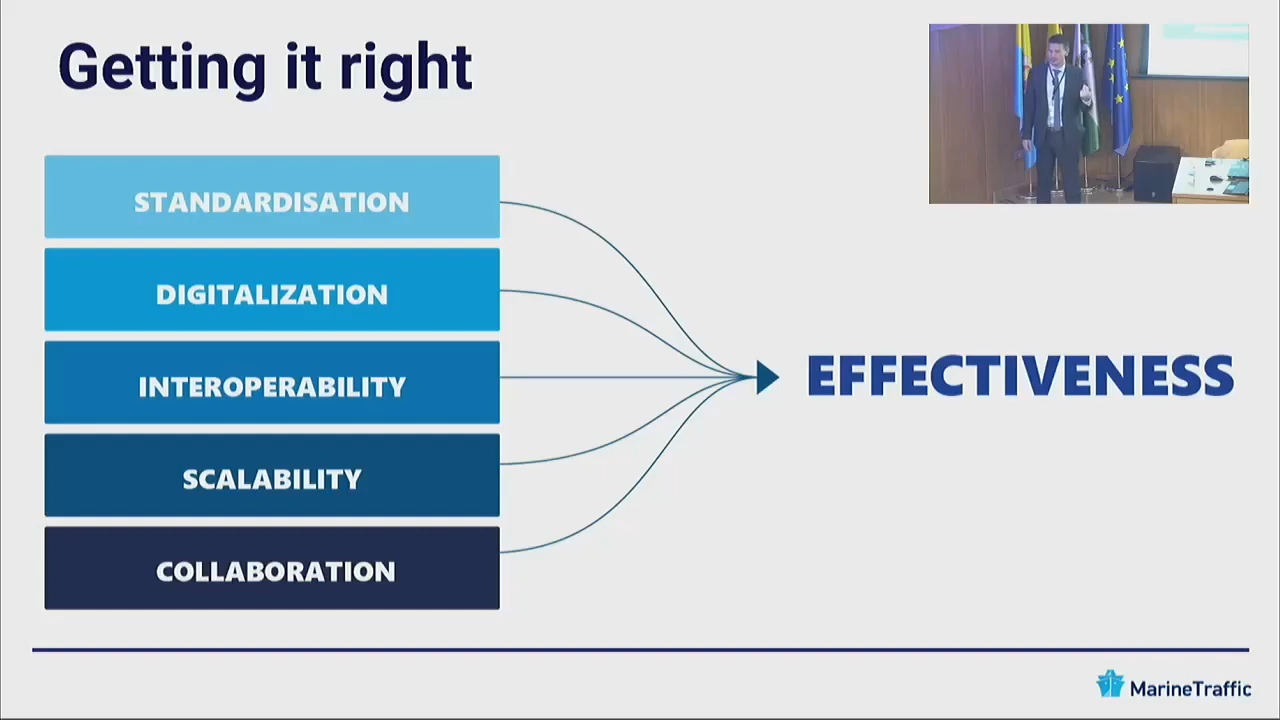 Getting it right
STANDARDISATION
DIGITALIZATION
INTEROPERABILITY
SCALABILITY
COLLABORATION
EFFECTIVENESS
MarineTraffic